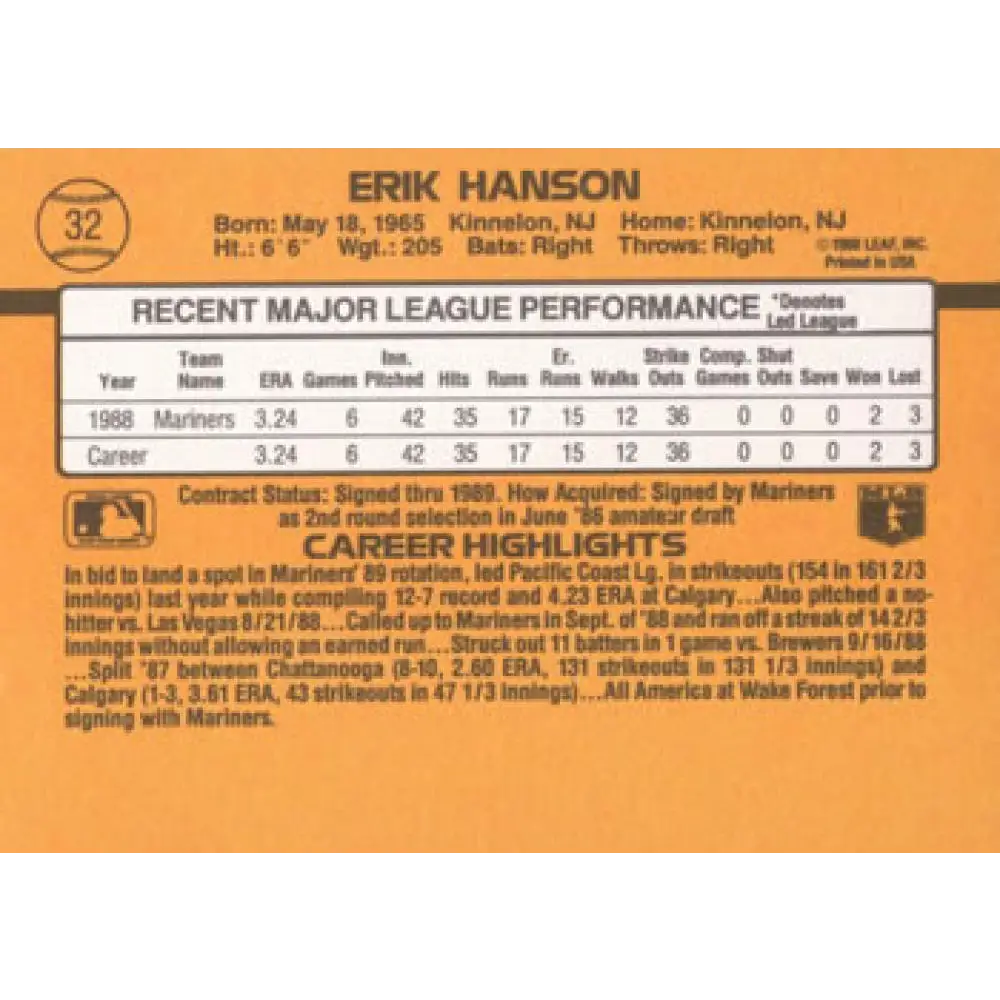 32
ERIK HANSON
Born: May 18, 1965 Kinnelon, NJ Home: Kinnelon, NJ
Ht.: 6'6" Wgt.: 205 Bats: Right Throws: Right
© 1988 LEAF, INC.
Printed in USA
RECENT MAJOR LEAGUE PERFORMANCE *Denotes Led League
Year Team Name ERA Games Inn. Pitched Hits Runs Er. Runs Walks Strike Outs Comp. Games Shut Outs Save Won Lost
1988 Mariners 3.24 6 42 35 17 15 12 36 0 0 0 2 3
Career 3.24 6 42 35 17 15 12 36 0 0 0 2 3
Contract Status: Signed thru 1989. How Acquired: Signed by Mariners
as 2nd round selection in June '86 amateur draft
CAREER HIGHLIGHTS
In bid to land a spot in Mariners' 89 rotation, led Pacific Coast Lg. in strikeouts (154 in 161 2/3
innings) last year while compiling 12-7 record and 4.23 ERA at Calgary...Also pitched a no-
hitter vs. Las Vegas 8/21/88...Called up to Mariners in Sept. of '88 and ran off a streak of 14 2/3
innings without allowing an earned run...Struck out 11 batters in 1 game vs. Brewers 9/16/88
...Split '87 between Chattanooga (8-10, 2.60 ERA, 131 strikeouts in 131 1/3 innings) and
Calgary (1-3, 3.61 ERA, 43 strikeouts in 47 1/3 innings)...All America at Wake Forest prior to
signing with Mariners.